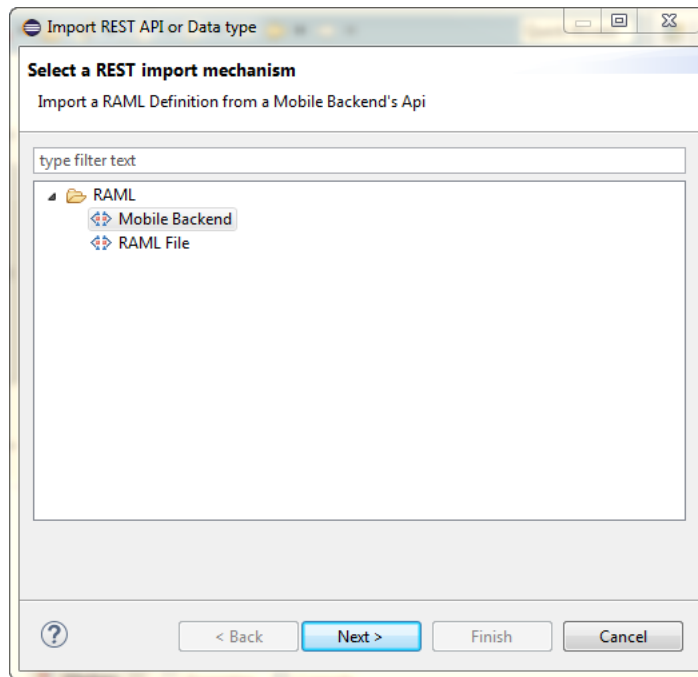 Import REST API or Data type
Select a REST import mechanism
Import a RAML Definition from a Mobile Backend's Api
type filter text
RAML
Mobile Backend
RAML File
?
< Back
Next >
Finish
Cancel